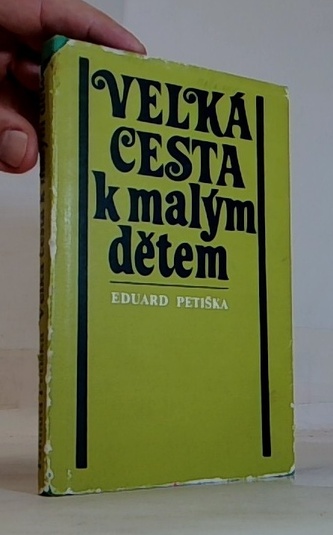 VELKÁ
CESTA
k malým
dětem
EDUARD PETIŠKA